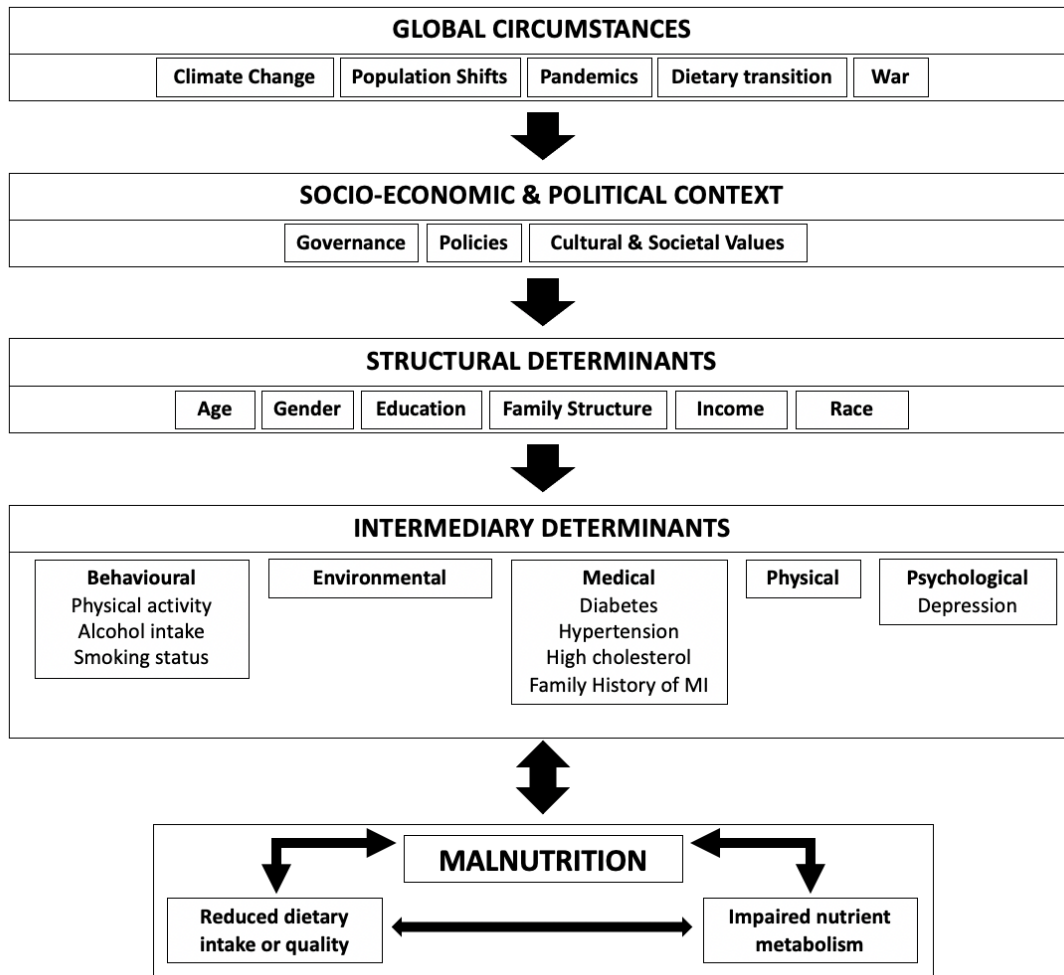 GLOBAL CIRCUMSTANCES
Climate Change Population Shifts Pandemics Dietary transition War
SOCIO-ECONOMIC & POLITICAL CONTEXT
Governance Policies Cultural & Societal Values
STRUCTURAL DETERMINANTS
Age Gender Education Family Structure Income Race
INTERMEDIARY DETERMINANTS
Behavioural
Physical activity
Alcohol intake
Smoking status
Environmental
Medical
Diabetes
Hypertension
High cholesterol
Family History of MI
Physical
Psychological
Depression
MALNUTRITION
Reduced dietary
intake or quality
Impaired nutrient
metabolism